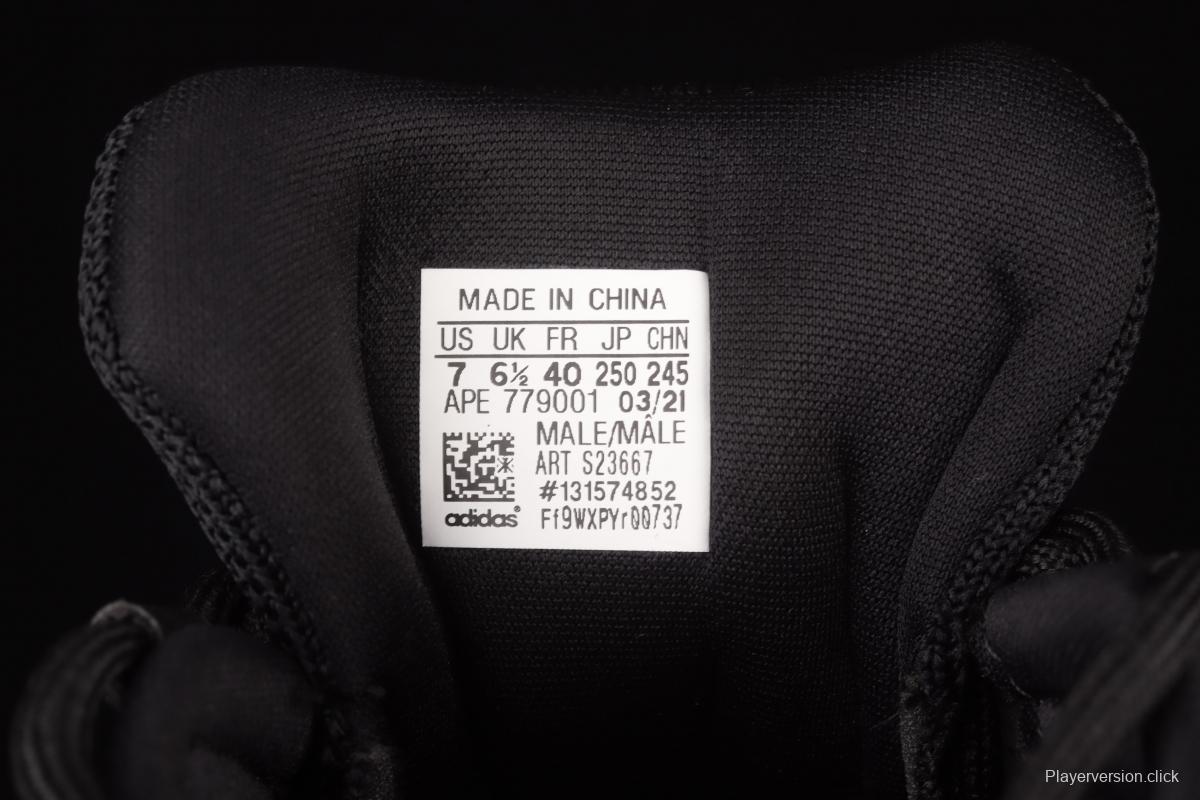 MADE IN CHINA
US UK FR JP CHN
7 6½ 40 250 245
APE 779001 03/21
MALE/MÂLE
ART S23667
#131574852
adidas® Ff9WXPYr00737
Playerversion.click